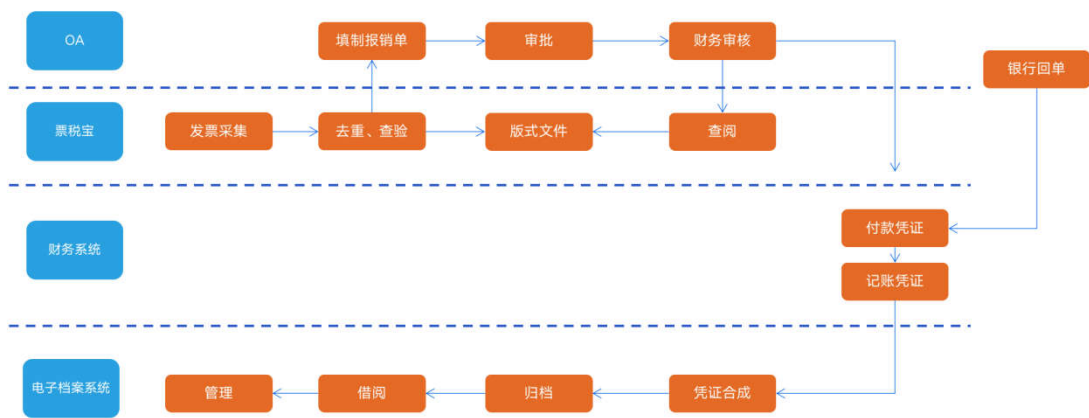 OA
填制报销单
审批
财务审核
银行回单
票税宝
发票采集
去重、查验
版式文件
查阅
财务系统
付款凭证
记账凭证
电子档案系统
管理
借阅
归档
凭证合成